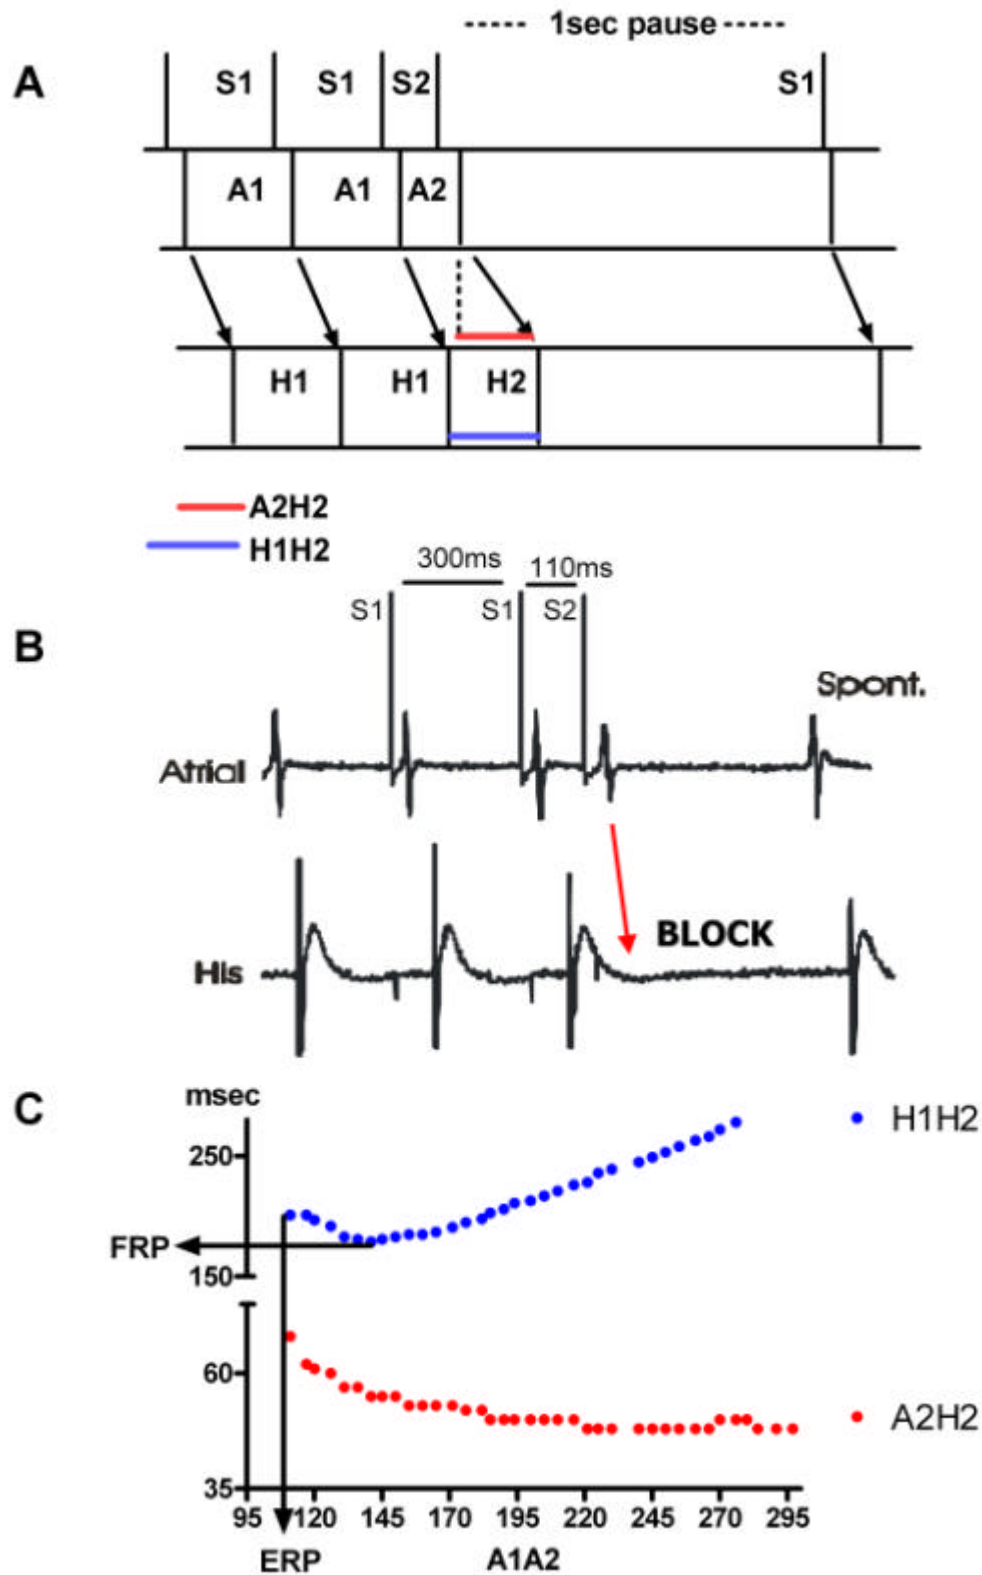 1sec pause
A
S1 S1 S2 S1
A1 A1 A2
H1 H1 H2
A2H2
H1H2
300ms 110ms
S1 S1 S2
B
Spont.
Atrial
BLOCK
His
C
msec
H1H2
250
FRP
150
60
A2H2
35
95 120 145 170 195 220 245 270 295
ERP A1A2